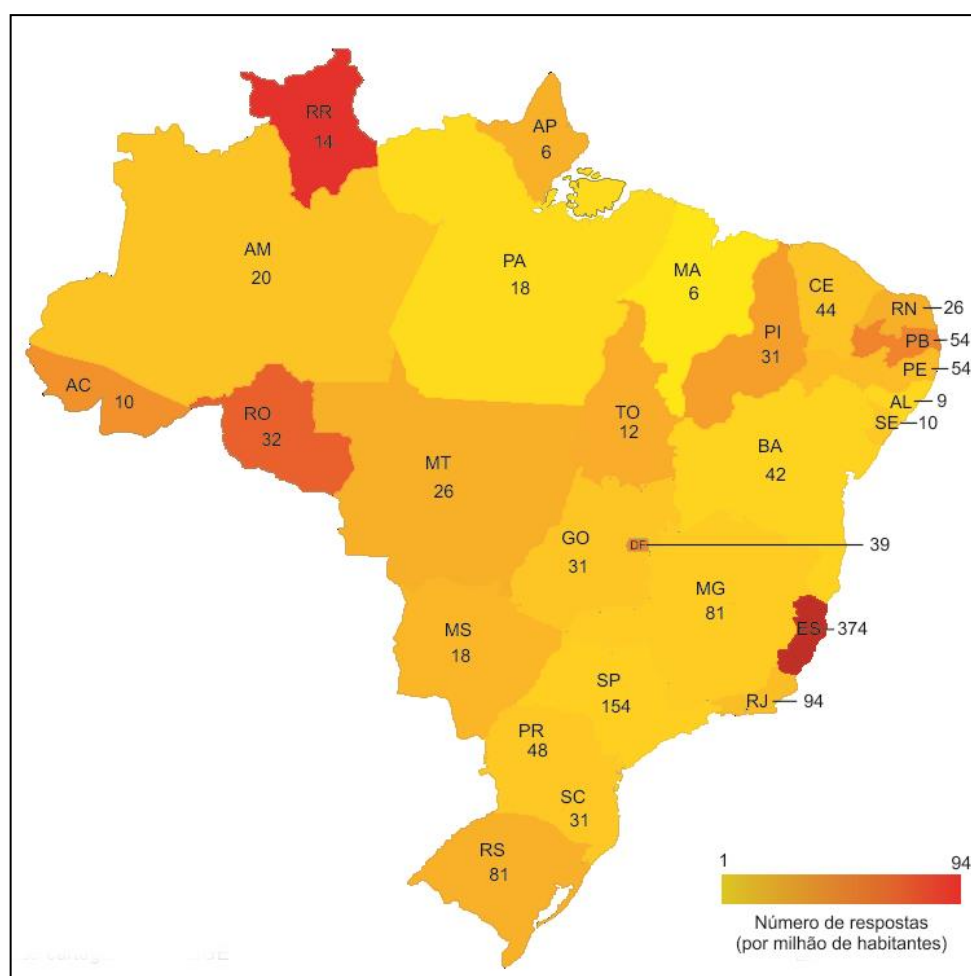 RR
14
AP
6
AM
20
PA
18
MA
6
CE
44
RN 26
PI
31
PB 54
PE 54
AC
10
RO
32
TO
12
AL 9
SE 10
BA
42
MT
26
GO
31
DF 39
MG
81
ES 374
MS
18
SP
154
RJ 94
PR
48
SC
31
RS
81
1 94
Número de respostas
(por milhão de habitantes)